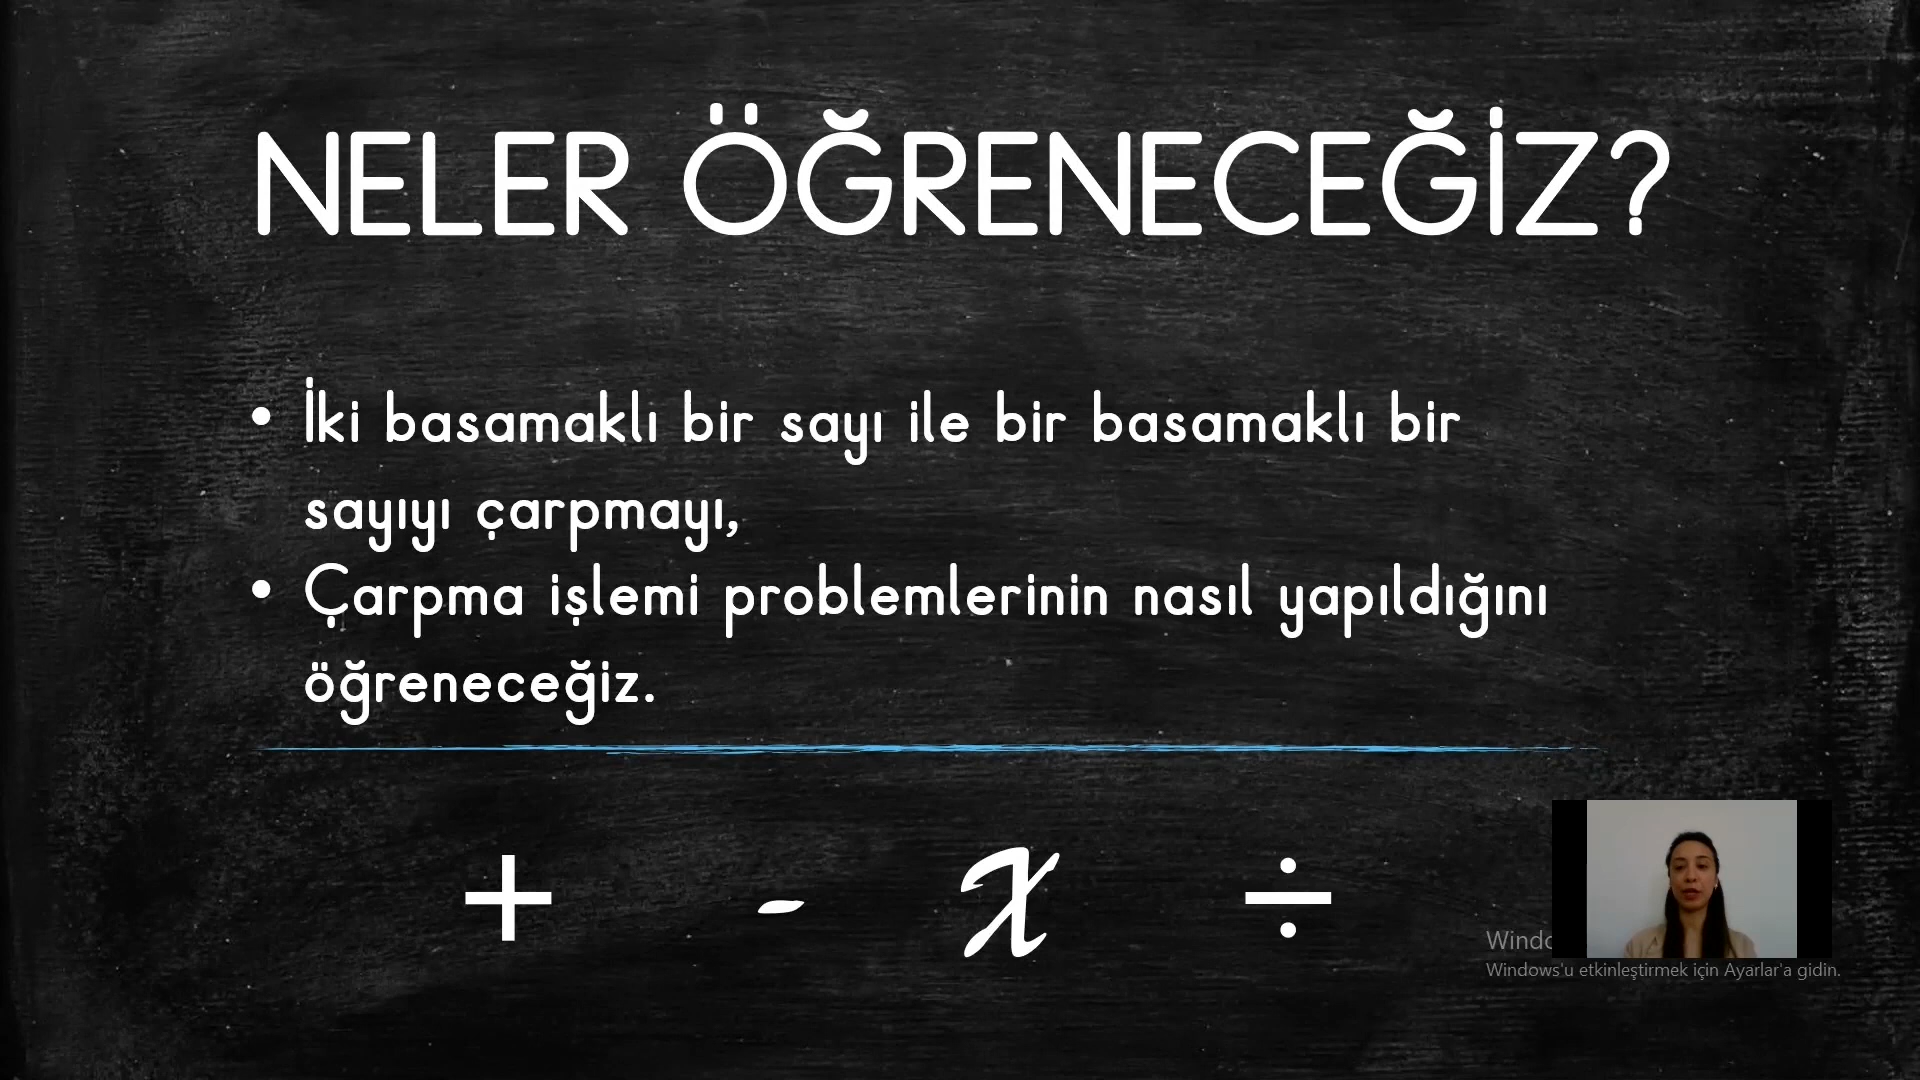 NELER ÖĞRENECEĞİZ?
• İki basamaklı bir sayı ile bir basamaklı bir
sayıyı çarpmayı,
• Çarpma işlemi problemlerinin nasıl yapıldığını
öğreneceğiz.
+ - x ÷
Windo
Windows'u etkinleştirmek için Ayarlar'a gidin.